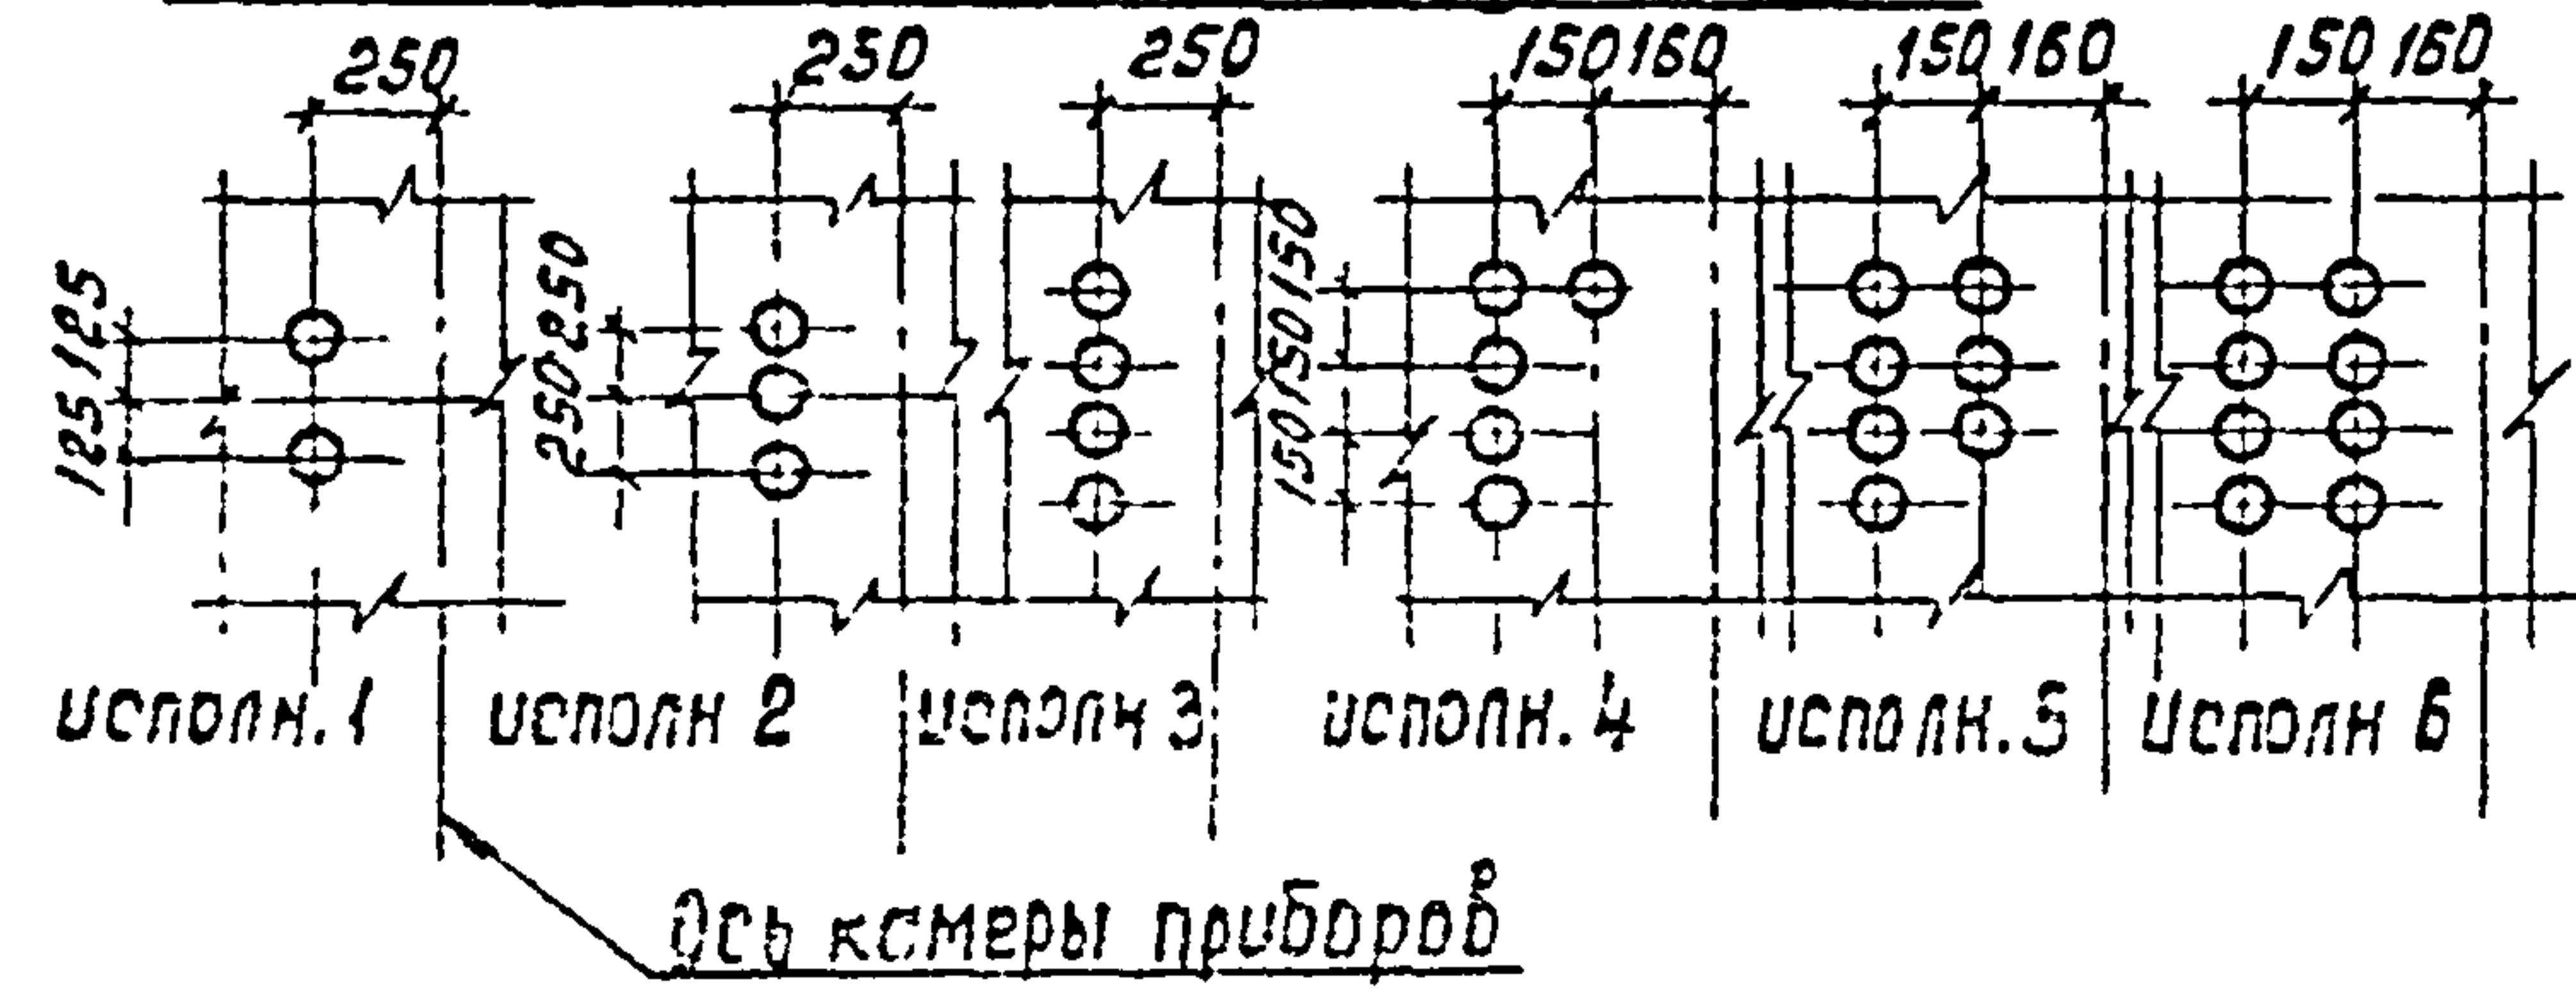 250 250 250 150 160 150 160 150 160
125 125
250 250
150 150 150
исполн. 1 исполн 2 исполн 3 исполн. 4 исполн. 5 исполн 6
Ось камеры приборов